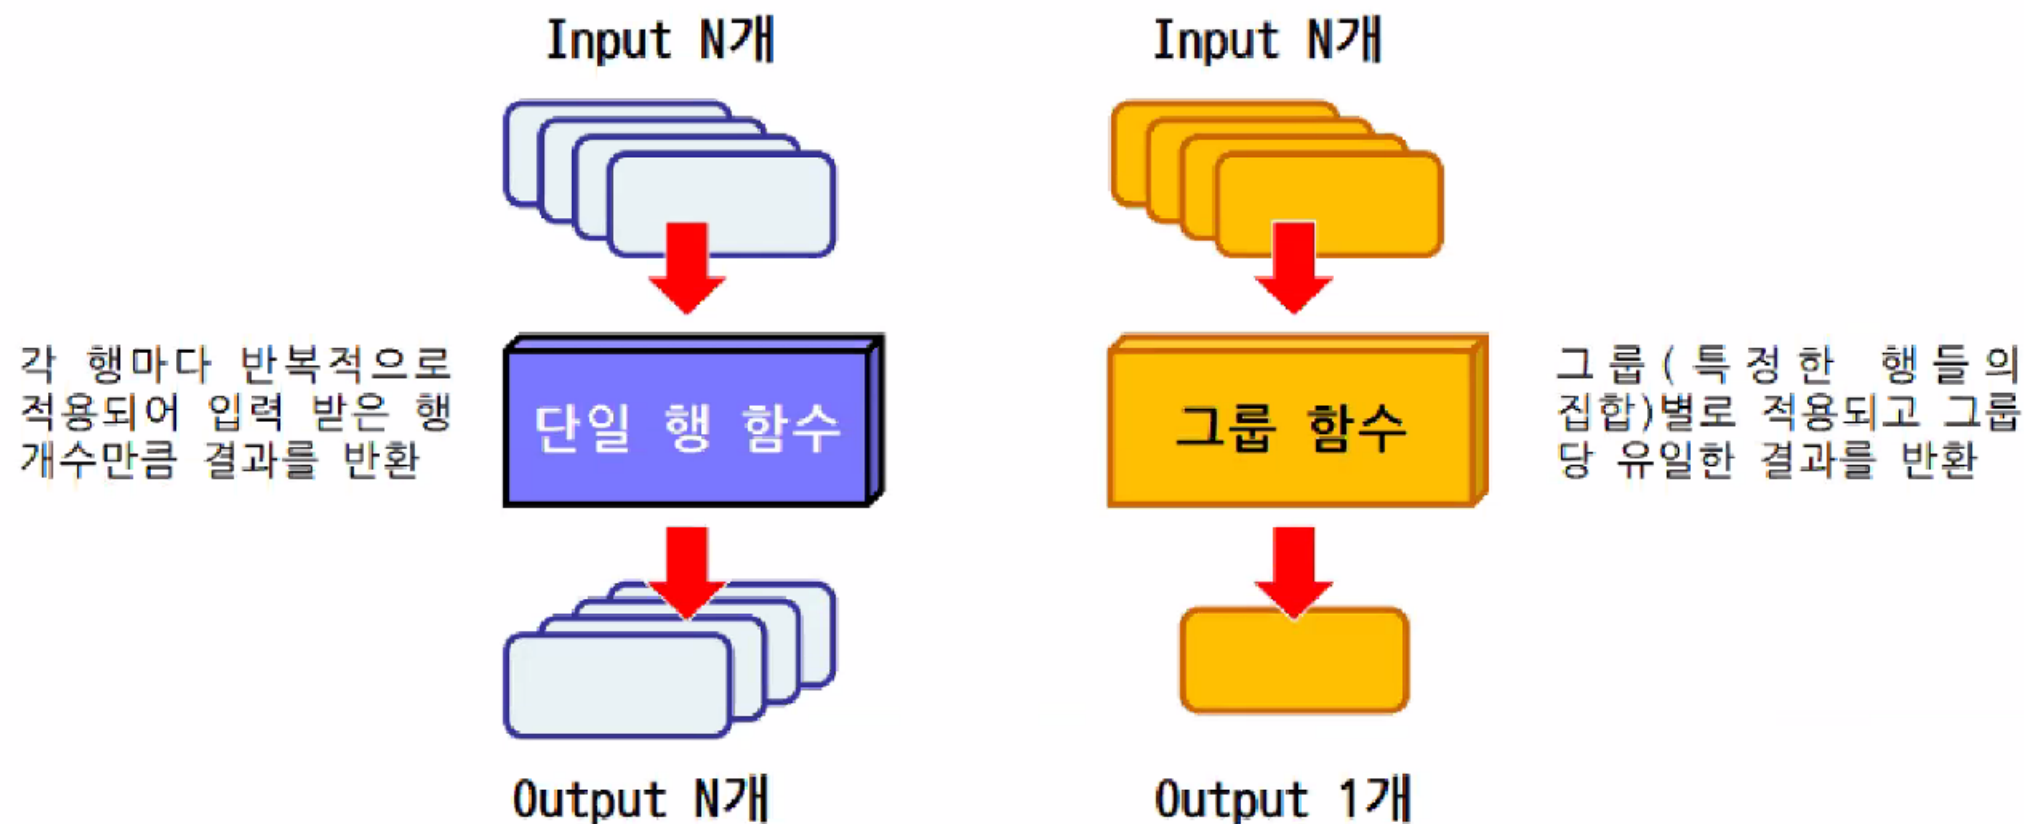 Input N개
Input N개
각 행마다 반복적으로
적용되어 입력 받은 행
개수만큼 결과를 반환
단일 행 함수
그룹 함수
그룹(특정한 행들의
집합)별로 적용되고 그룹
당 유일한 결과를 반환
Output N개
Output 1개